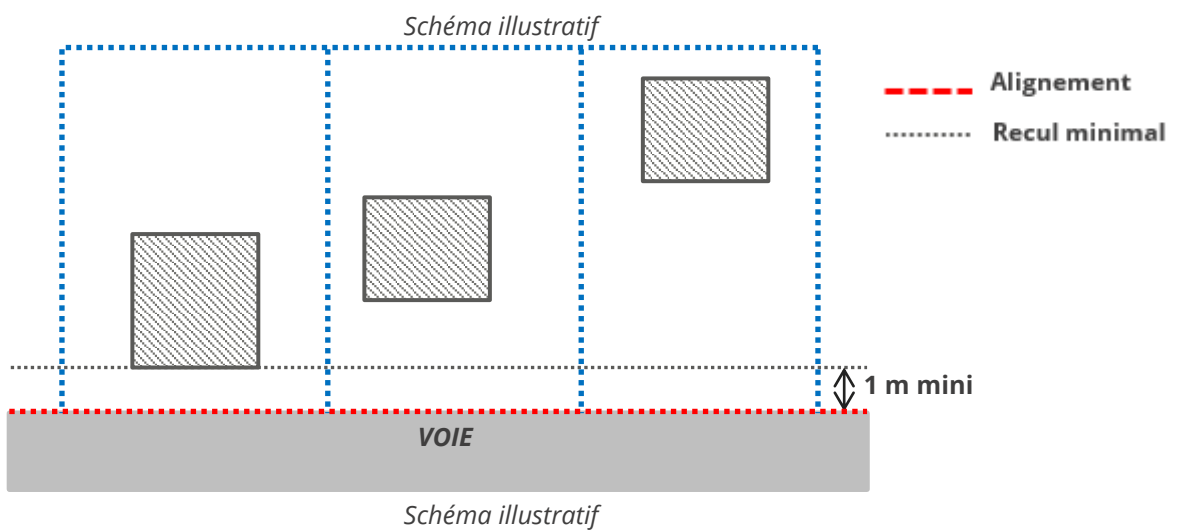 Schéma illustratif
Alignement
Recul minimal
1 m mini
VOIE
Schéma illustratif